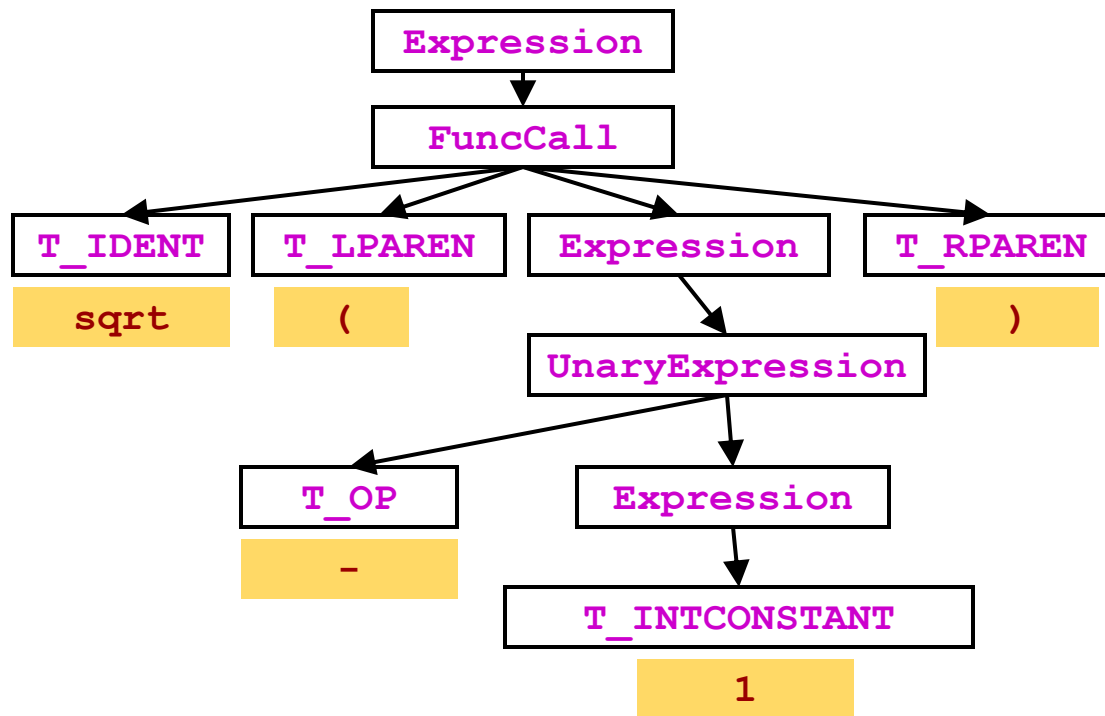 Expression
FuncCall
T_IDENT T_LPAREN Expression T_RPAREN
sqrt ( )
UnaryExpression
T_OP Expression
-
T_INTCONSTANT
1